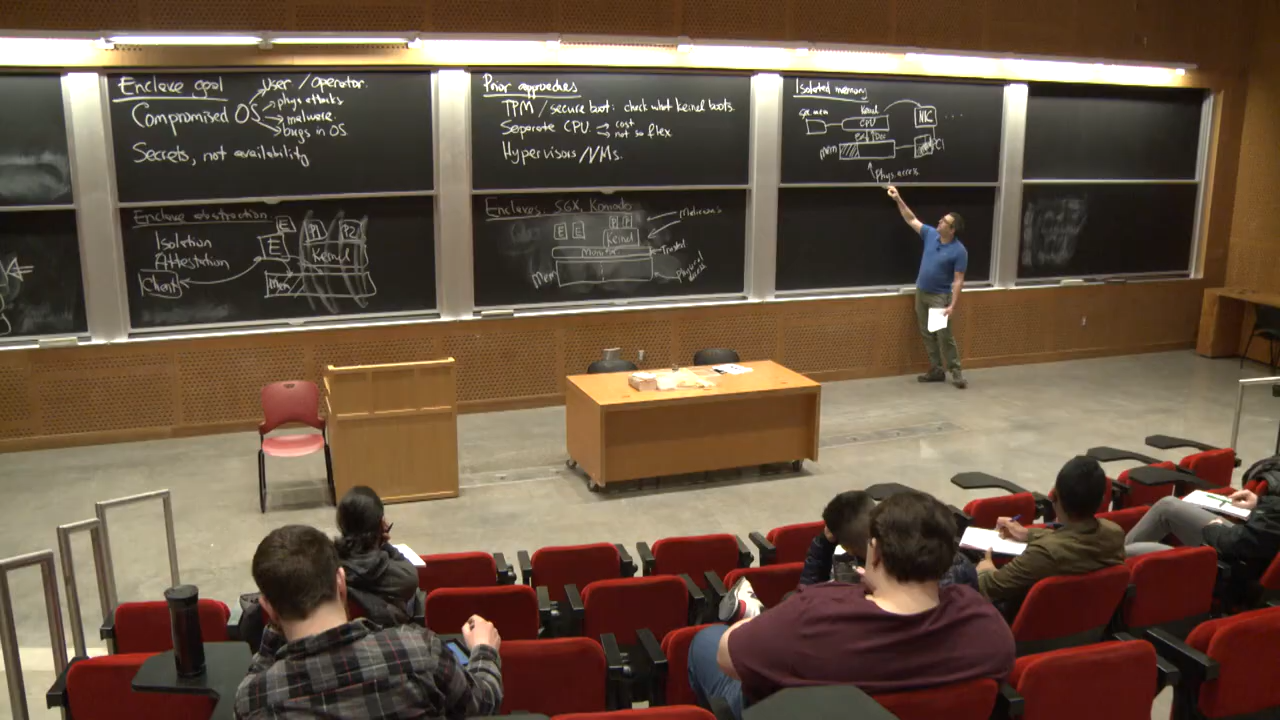 Enclave goal
User / Operator.
Compromised OS
→ phys attacks
→ malware.
bugs in OS.
Secrets, not availability
Enclave abstraction
Isolation
Attestation
Client
E
E
P1
P2
Kernel
Mem
Prior approaches
TPM / secure boot: check what kernel boots.
Separate CPU. → cost
→ not so flex
Hypervisors / VMs.
Enclaves, SGX, Komodo
E
E
P
P
Kernel
Malicious
Monitor
Trusted
Mem
Physical
Isolated memory
Kernel
CPU
NIC
...
Enc/Dec
Mem
Phys. access